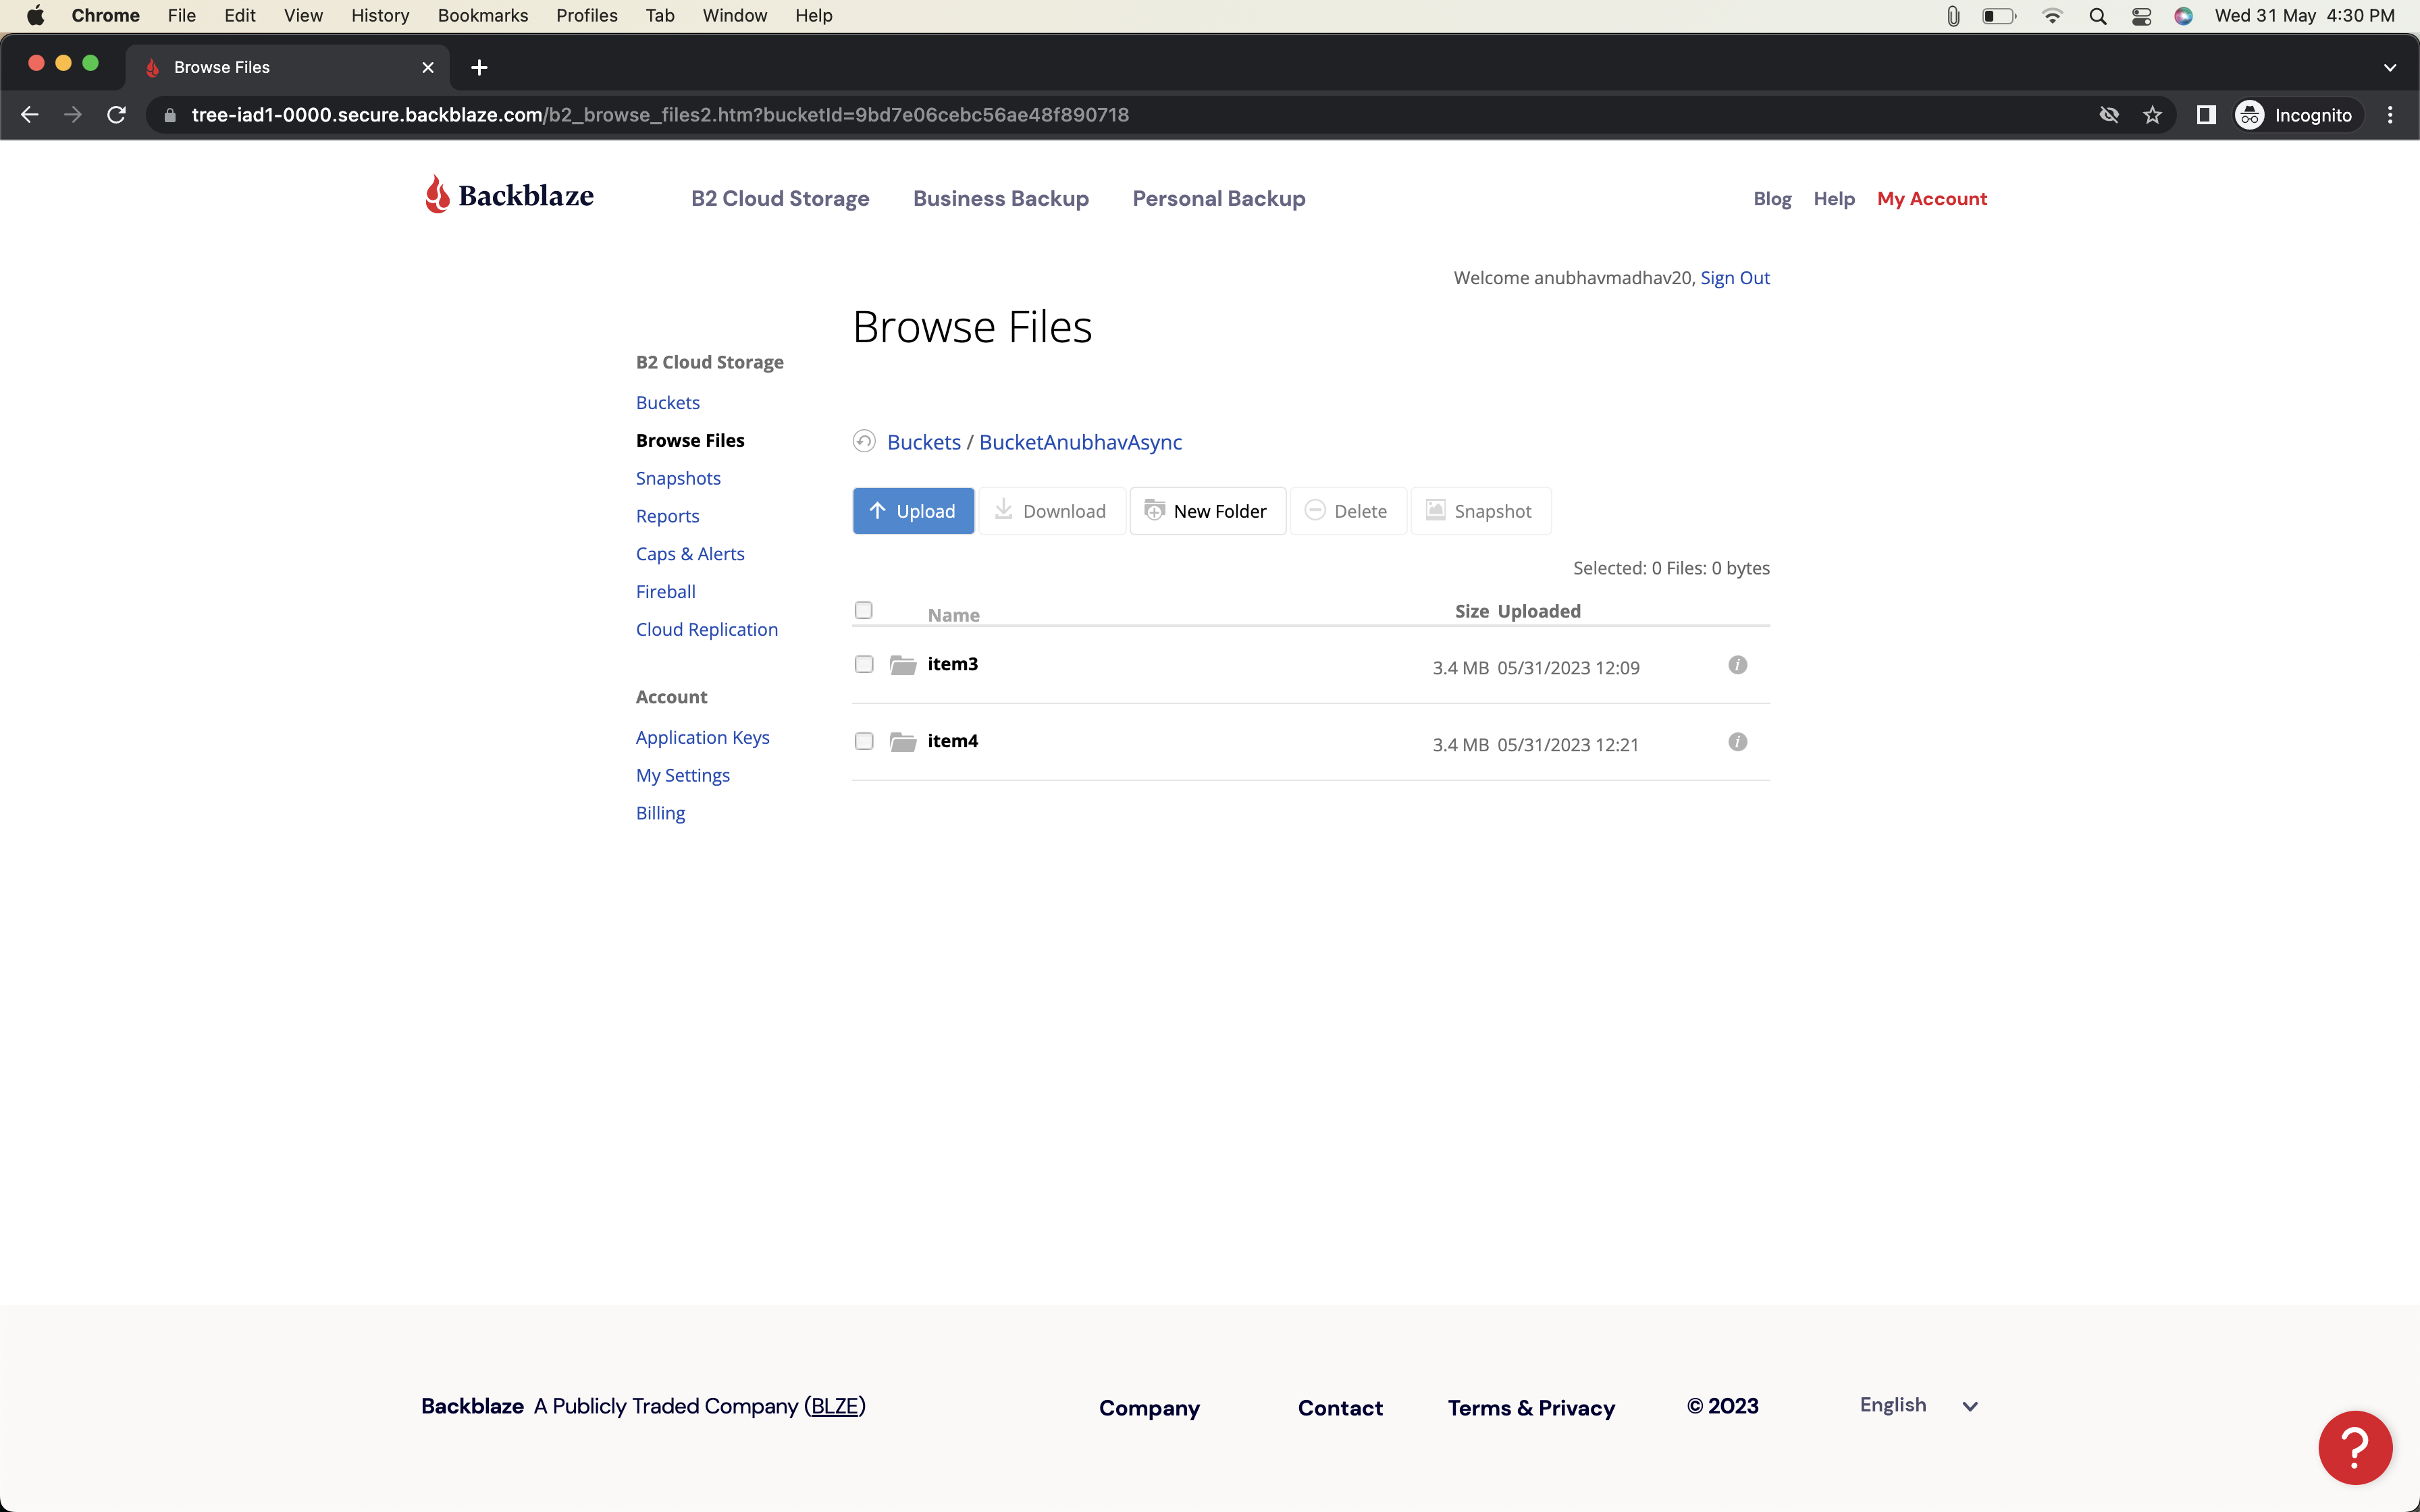 Chrome File Edit View History Bookmarks Profiles Tab Window Help Wed 31 May 4:30 PM
Browse Files
tree-iad1-0000.secure.backblaze.com/b2_browse_files2.htm?bucketId=9bd7e06cebc56ae48f890718 Incognito
Backblaze B2 Cloud Storage Business Backup Personal Backup Blog Help My Account
Welcome anubhavmadhav20, Sign Out
Browse Files
B2 Cloud Storage
Buckets
Browse Files
Snapshots
Reports
Caps & Alerts
Fireball
Cloud Replication
Account
Application Keys
My Settings
Billing
Buckets / BucketAnubhavAsync
Upload Download New Folder Delete Snapshot
Selected: 0 Files: 0 bytes
Name Size Uploaded
item3 3.4 MB 05/31/2023 12:09
item4 3.4 MB 05/31/2023 12:21
Backblaze A Publicly Traded Company (BLZE) Company Contact Terms & Privacy © 2023 English
?